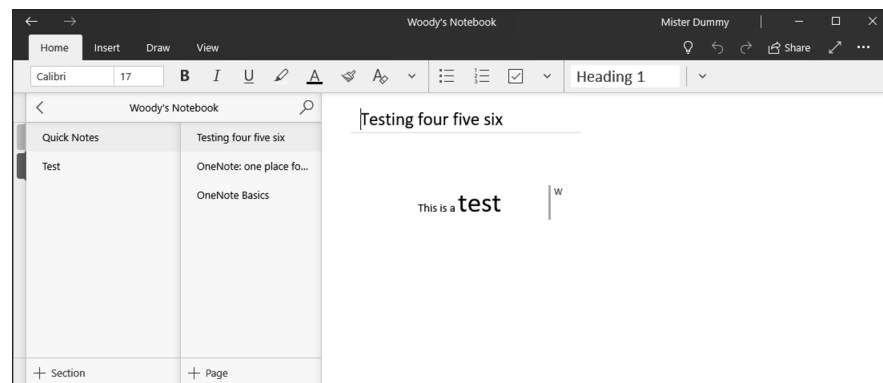 Woody's Notebook Mister Dummy
Home Insert Draw View Share
Calibri 17 B I U A A Heading 1
Woody's Notebook
Testing four five six
Quick Notes Testing four five six
Test OneNote: one place fo...
OneNote Basics
This is a test W
+ Section + Page